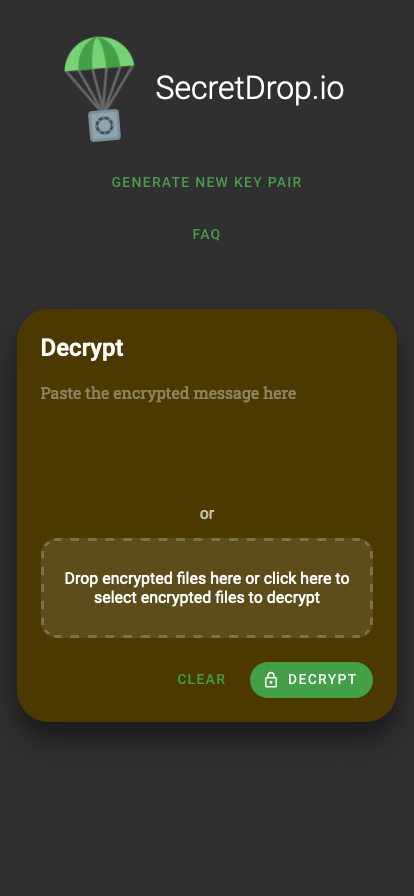 SecretDrop.io
GENERATE NEW KEY PAIR
FAQ
Decrypt
Paste the encrypted message here
or
Drop encrypted files here or click here to
select encrypted files to decrypt
CLEAR
DECRYPT